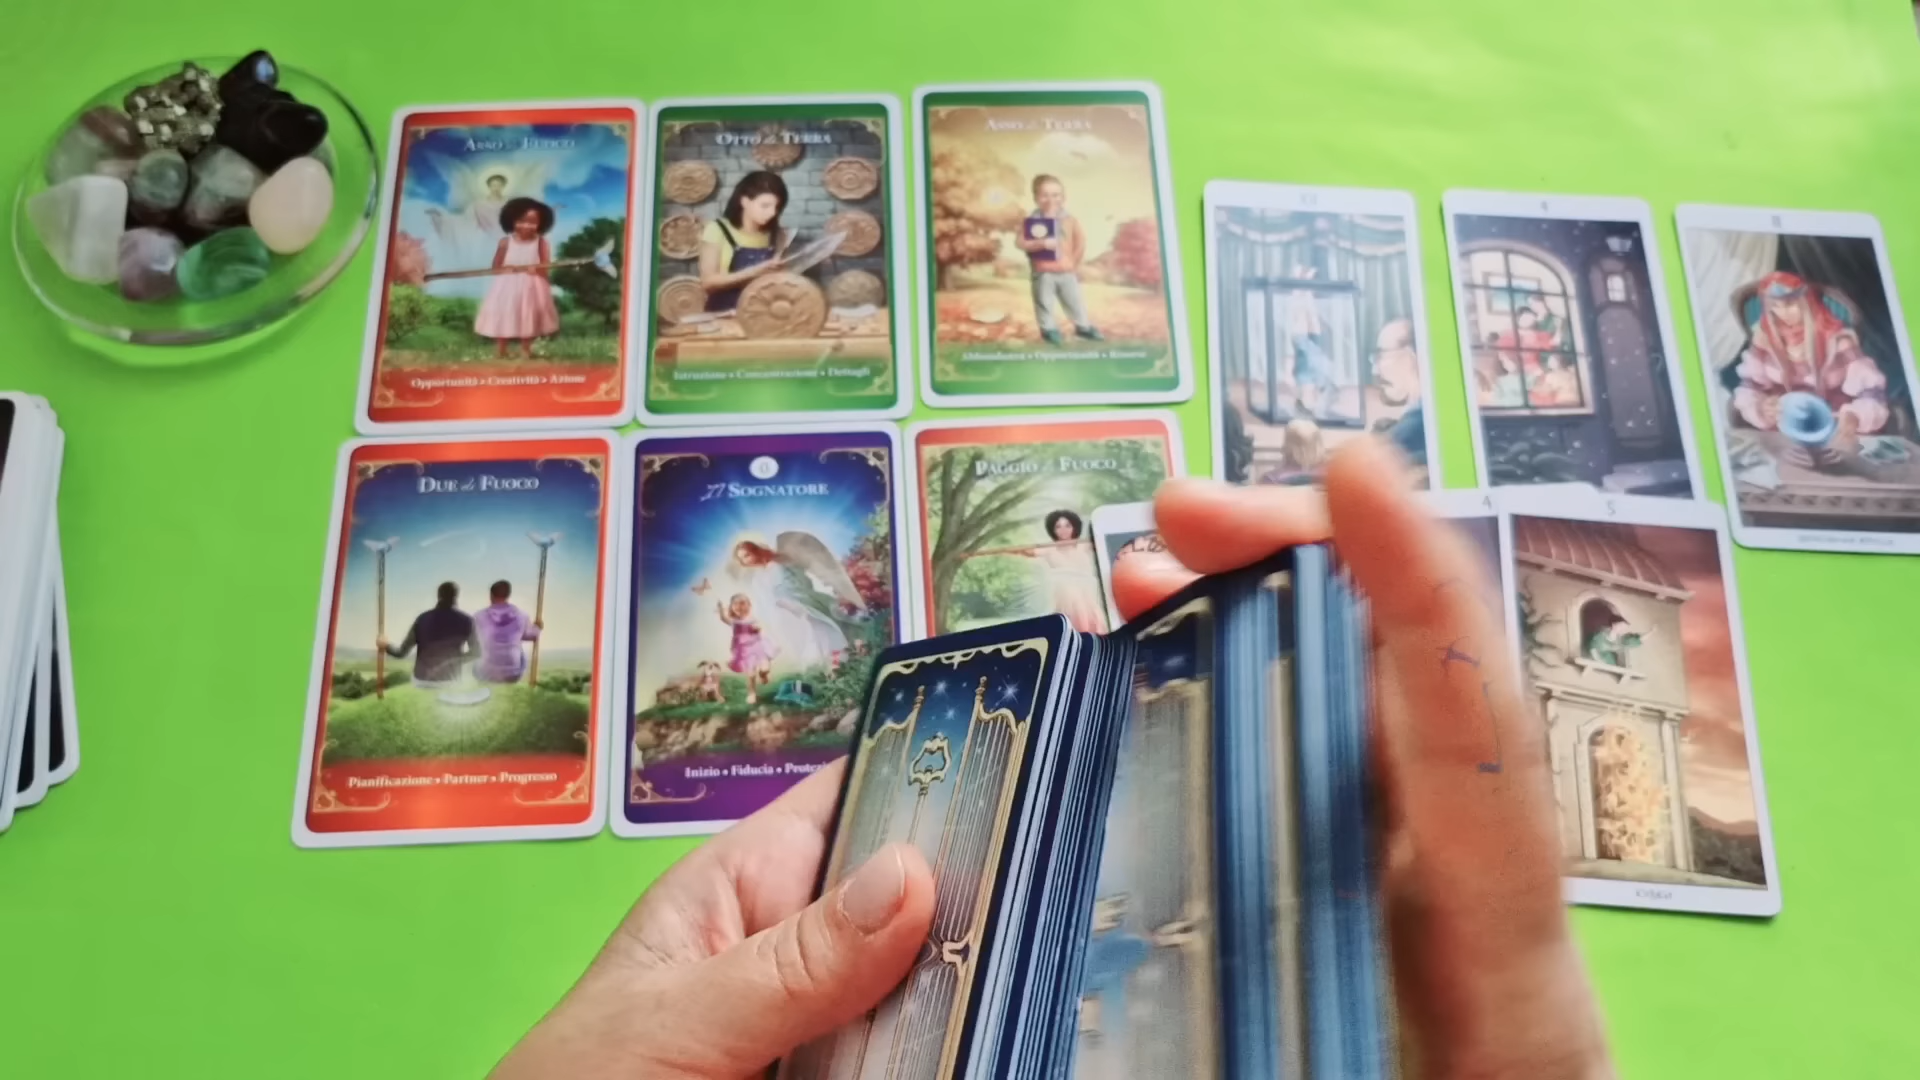 Asso di Fuoco
Opportunità • Creatività • Azione
Otto di Terra
Istruzione • Concentrazione • Dettagli
Asso di Terra
Abbondanza • Opportunità • Risorse
Due di Fuoco
Pianificazione • Partner • Progresso
0
Il Sognatore
Inizio • Fiducia •
Paggio di Fuoco
4
5